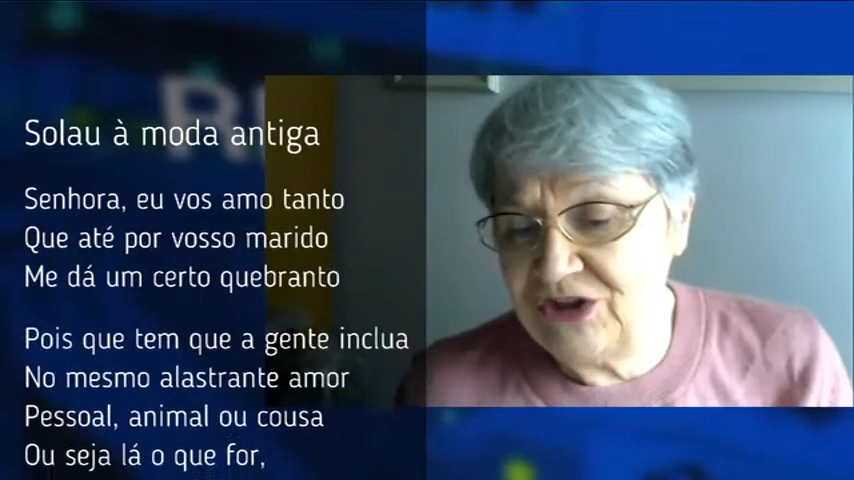 Solau à moda antiga
Senhora, eu vos amo tanto
Que até por vosso marido
Me dá um certo quebranto
Pois que tem que a gente inclua
No mesmo alastrante amor
Pessoal, animal ou cousa
Ou seja lá o que for,